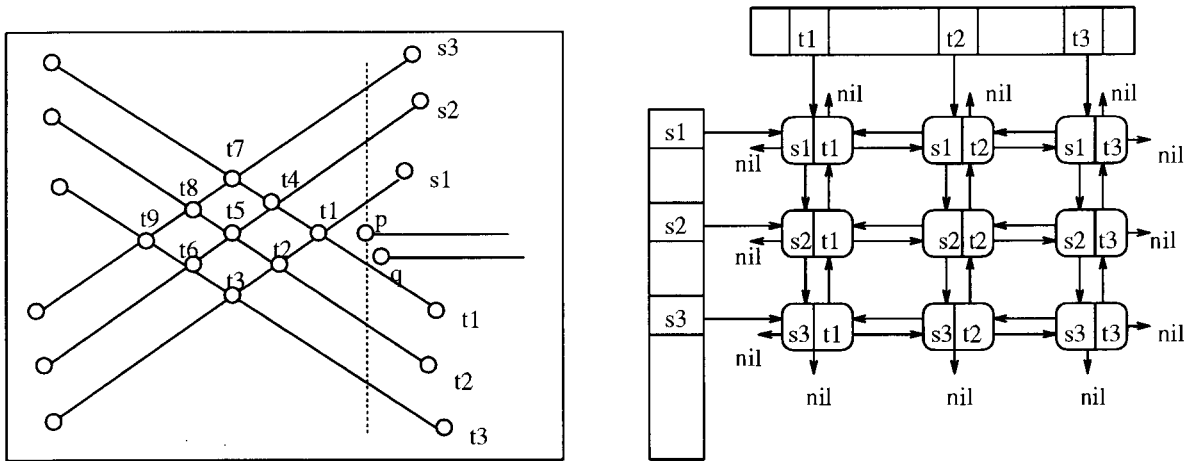 s3
s2
s1
t7
t4
t8
t5
t1
t9
t6
t2
t3
p
q
t1
t2
t3
t1 t2 t3
nil nil nil
s1 s1 t1 s1 t2 s1 t3
nil nil
s2 s2 t1 s2 t2 s2 t3
nil nil
s3 s3 t1 s3 t2 s3 t3
nil nil
nil nil nil